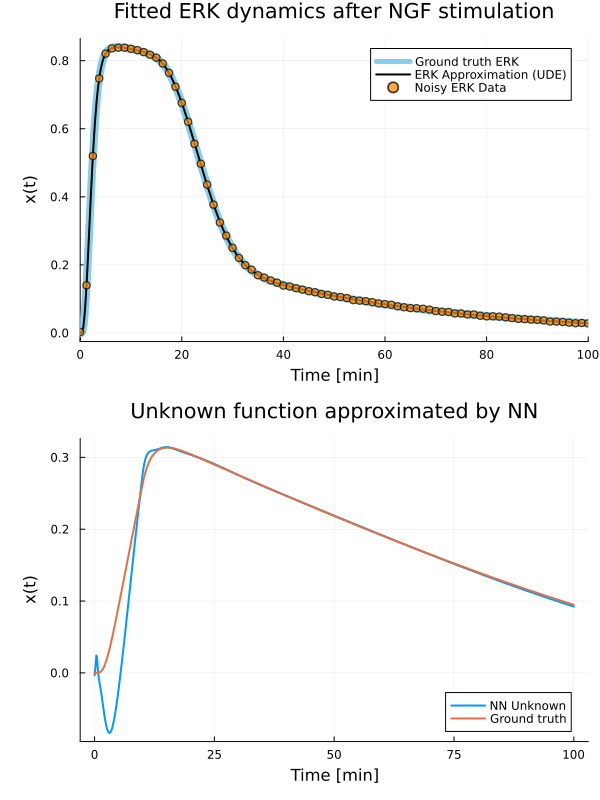 Fitted ERK dynamics after NGF stimulation
x(t)
0.8
0.6
0.4
0.2
0.0
Ground truth ERK
ERK Approximation (UDE)
Noisy ERK Data
0 20 40 60 80 100
Time [min]
Unknown function approximated by NN
x(t)
0.3
0.2
0.1
0.0
NN Unknown
Ground truth
0 25 50 75 100
Time [min]